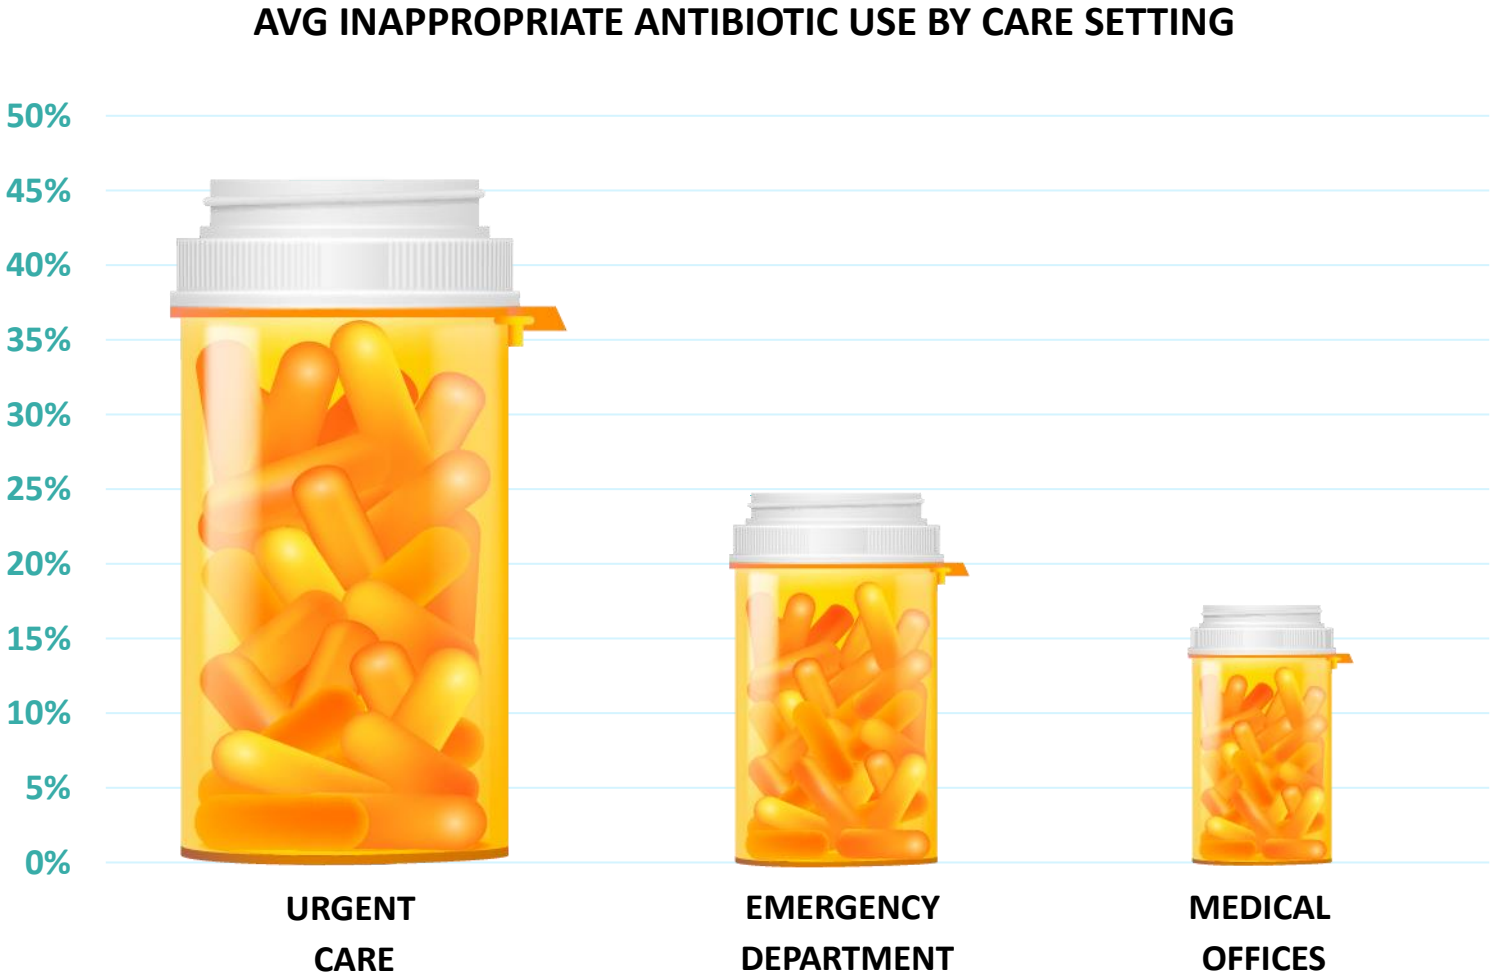 AVG INAPPROPRIATE ANTIBIOTIC USE BY CARE SETTING
50%
45%
40%
35%
30%
25%
20%
15%
10%
5%
0%
URGENT
CARE
EMERGENCY
DEPARTMENT
MEDICAL
OFFICES